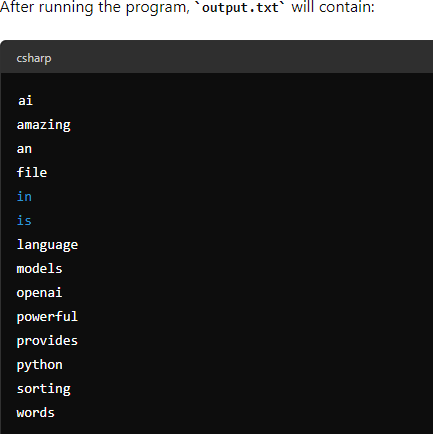 After running the program, `output.txt` will contain:
csharp
ai
amazing
an
file
in
is
language
models
openai
powerful
provides
python
sorting
words